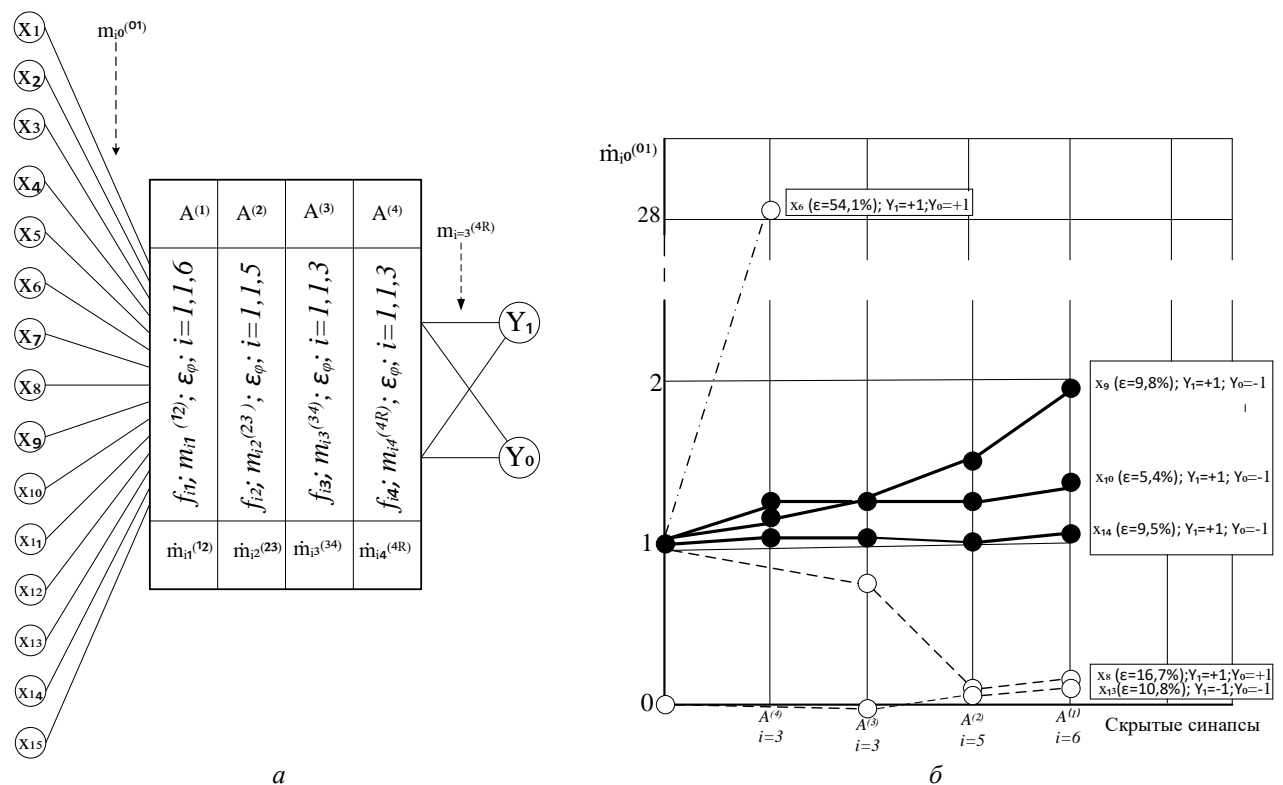 x₁
x₂
x₃
x₄
x₅
x₆
x₇
x₈
x₉
x₁₀
x₁₁
x₁₂
x₁₃
x₁₄
x₁₅
mᵢ₀⁽⁰¹⁾
A⁽¹⁾ A⁽²⁾ A⁽³⁾ A⁽⁴⁾
fᵢ₁; mᵢ₁⁽¹²⁾; εᵩ; i=1,1,6
fᵢ₂; mᵢ₂⁽²³⁾; εᵩ; i=1,1,5
fᵢ₃; mᵢ₃⁽³⁴⁾; εᵩ; i=1,1,3
fᵢ₄; mᵢ₄⁽⁴ᴿ⁾; εᵩ; i=1,1,3
ṁᵢ₁⁽¹²⁾ ṁᵢ₂⁽²³⁾ ṁᵢ₃⁽³⁴⁾ ṁᵢ₄⁽⁴ᴿ⁾
mᵢ₌₃⁽⁴ᴿ⁾
Y₁
Y₀
а
ṁᵢ₀⁽⁰¹⁾
28
2
1
0
x₆ (ε=54,1%); Y₁=+1;Y₀=+1
x₉ (ε=9,8%); Y₁=+1; Y₀=-1
x₁₀ (ε=5,4%); Y₁=+1; Y₀=-1
x₁₄ (ε=9,5%); Y₁=+1; Y₀=-1
x₈ (ε=16,7%);Y₁=+1;Y₀=+1
x₁₃(ε=10,8%); Y₁=-1;Y₀=-1
A⁽⁴⁾ A⁽³⁾ A⁽²⁾ A⁽¹⁾
i=3 i=3 i=5 i=6
Скрытые синапсы
б